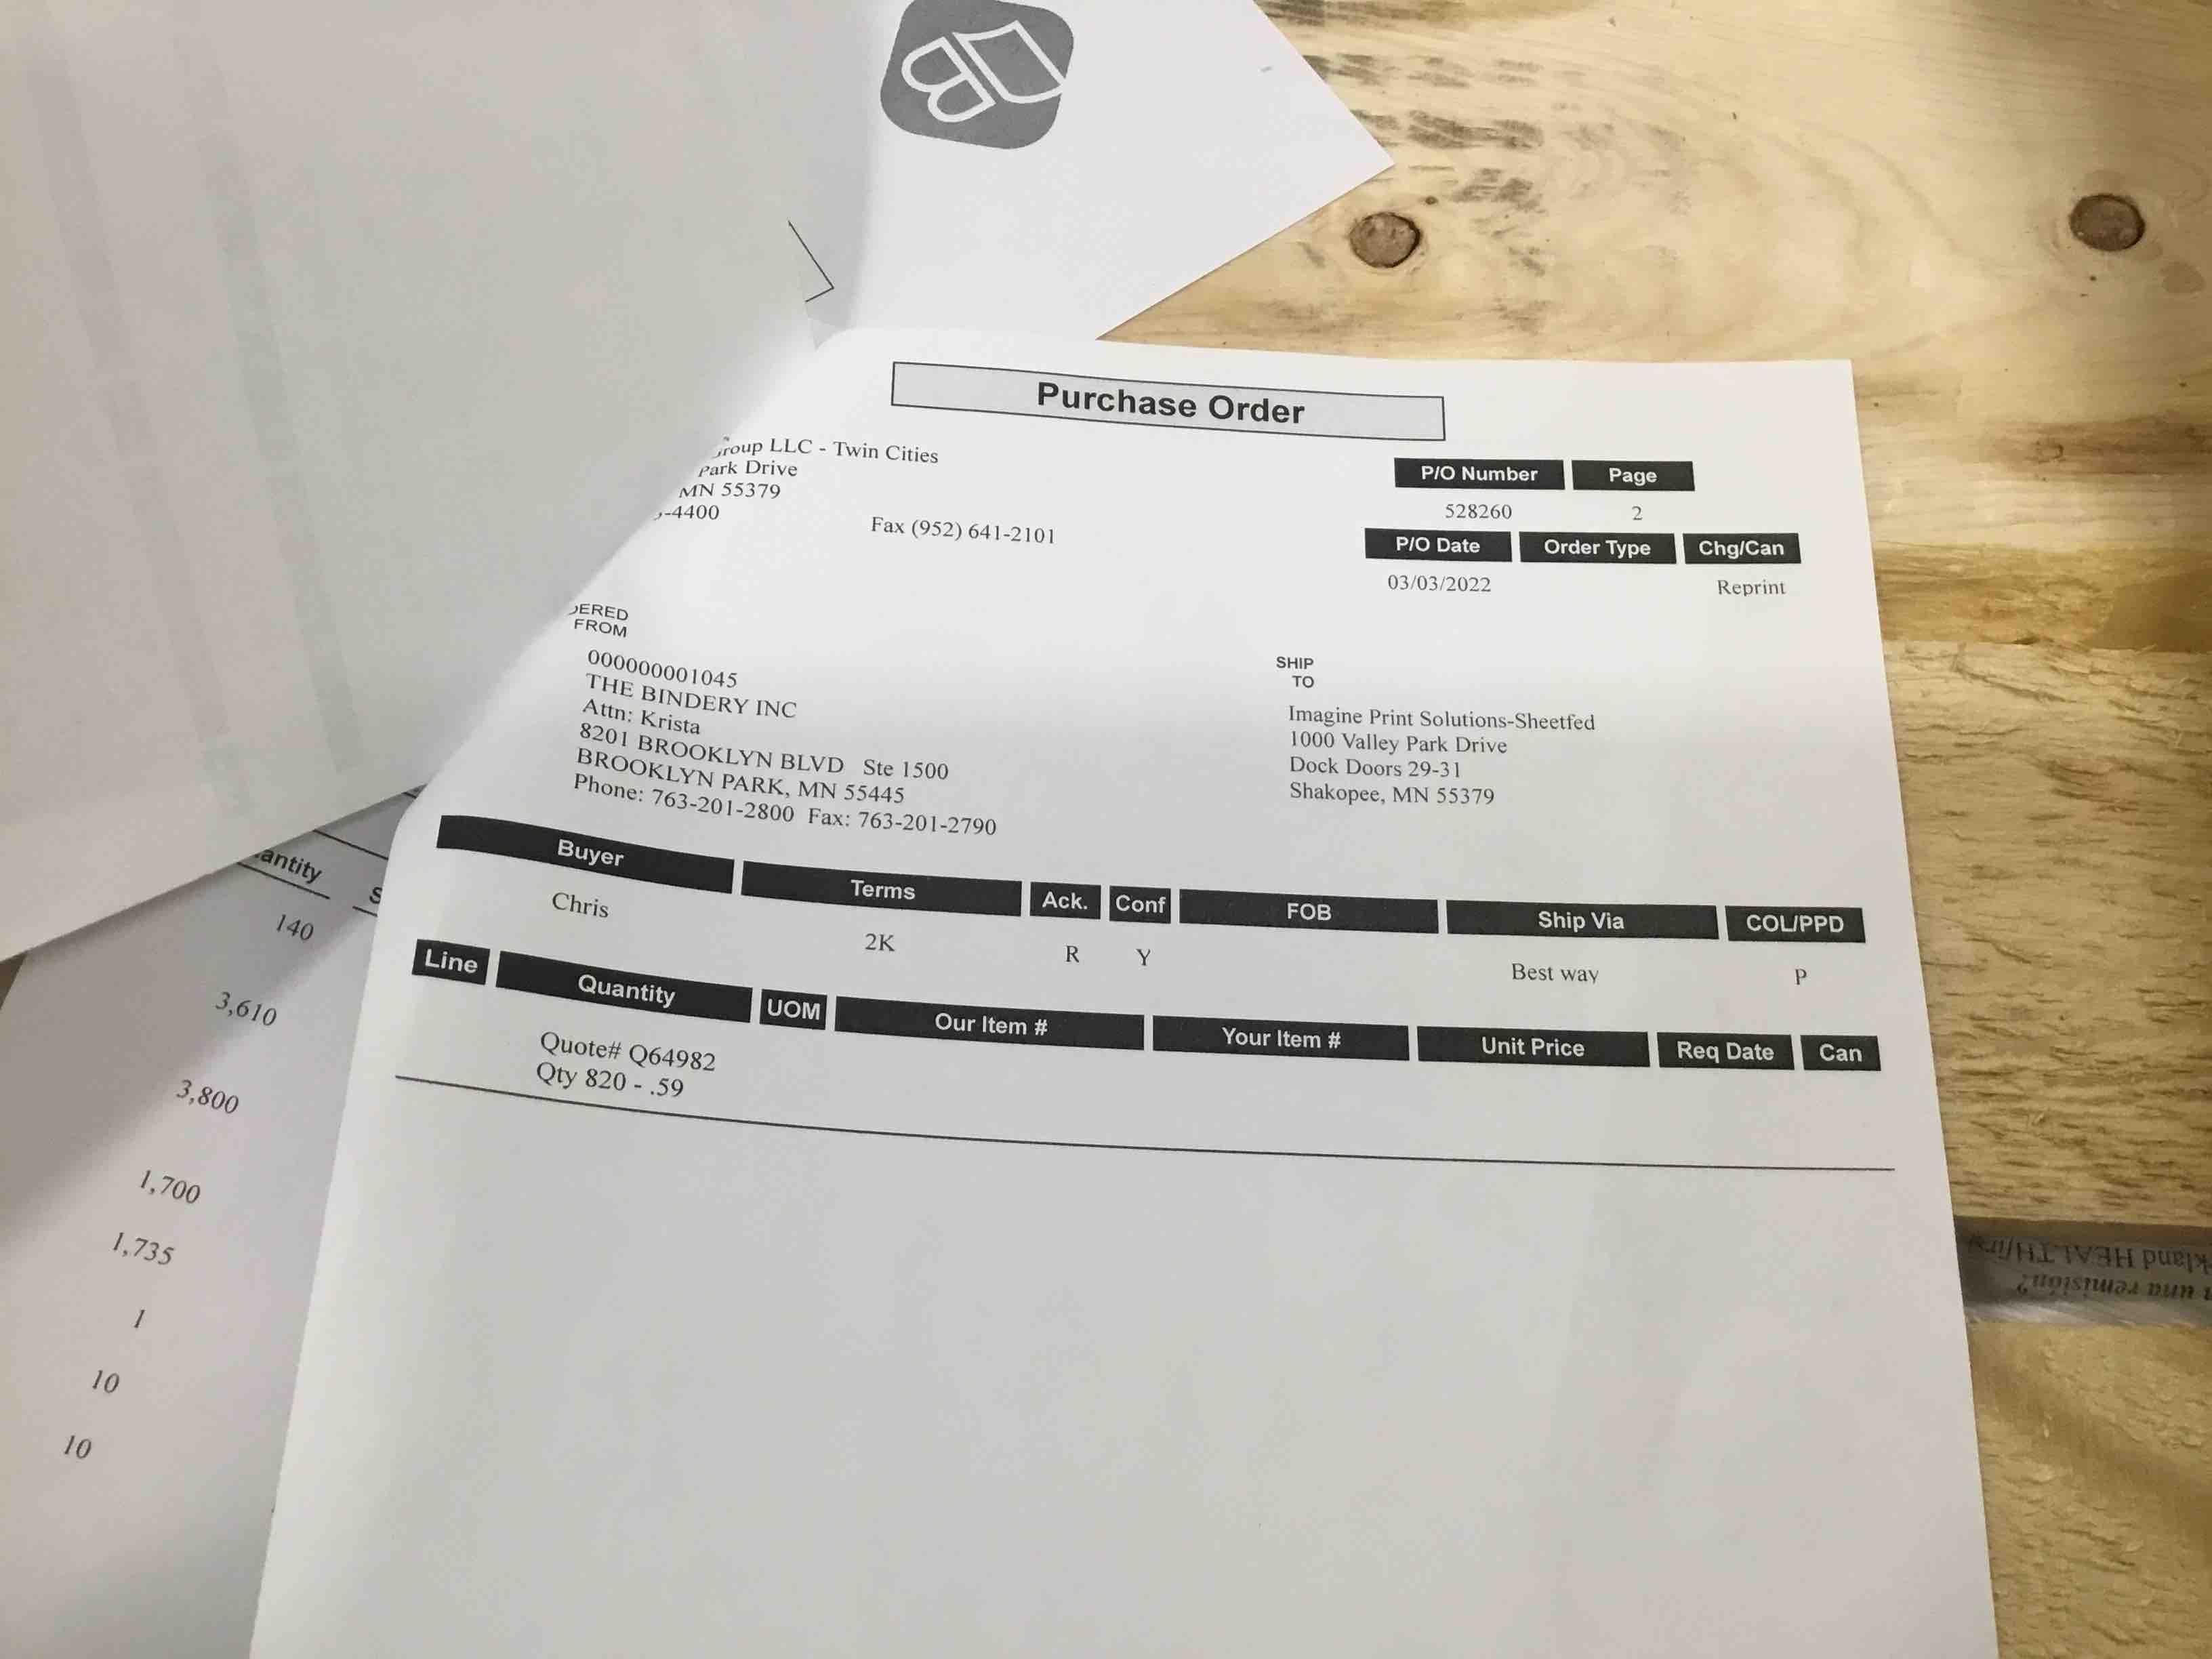 B
Purchase Order
LLC - Twin Cities
Park Drive
MN 55379
-4400 Fax (952) 641-2101
P/O Number Page
528260 2
P/O Date Order Type Chg/Can
03/03/2022 Reprint
FROM
000000001045
THE BINDERY INC
Attn: Krista
8201 BROOKLYN BLVD Ste 1500
BROOKLYN PARK, MN 55445
Phone: 763-201-2800 Fax: 763-201-2790
SHIP
TO
Imagine Print Solutions-Sheetfed
1000 Valley Park Drive
Dock Doors 29-31
Shakopee, MN 55379
Buyer Terms Ack. Conf FOB Ship Via COL/PPD
Chris 2K R Y Best way P
Line Quantity UOM Our Item # Your Item # Unit Price Req Date Can
Quote# Q64982
Qty 820 - .59
140
3,610
3,800
1,700
1,735
1
10
10
HEALTH
una remisión?